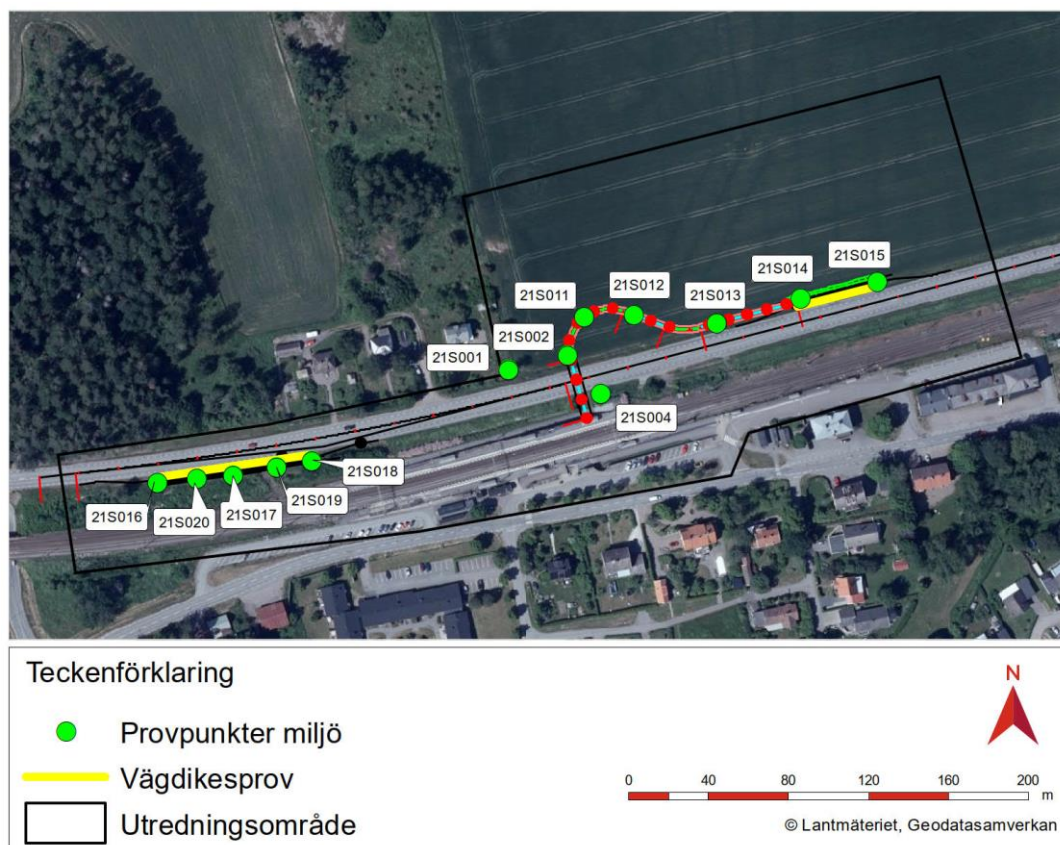 21S015
21S014
21S012
21S013
21S011
21S002
21S001
21S004
21S018
21S019
21S017
21S020
21S016
Teckenförklaring
Provpunkter miljö
Vägdikesprov
Utredningsområde
N
0 40 80 120 160 200
m
© Lantmäteriet, Geodatasamverkan